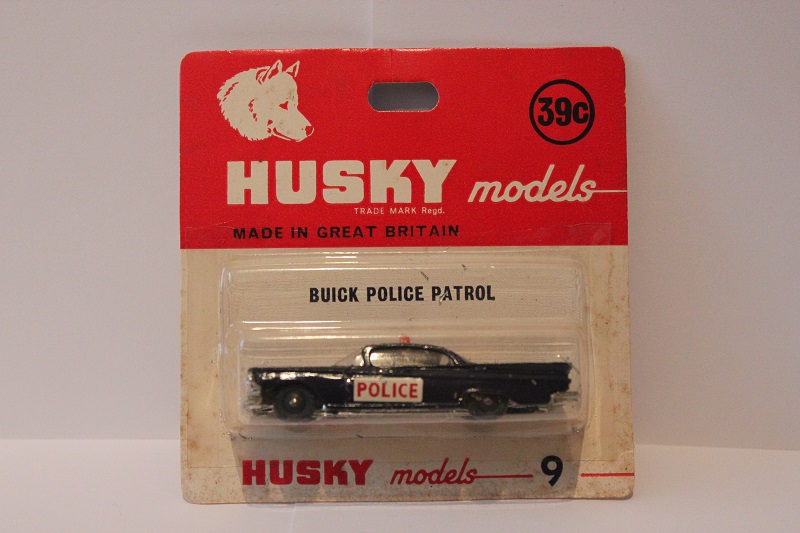 39c
HUSKY models
TRADE MARK Regd.
MADE IN GREAT BRITAIN
BUICK POLICE PATROL
POLICE
HUSKY models 9